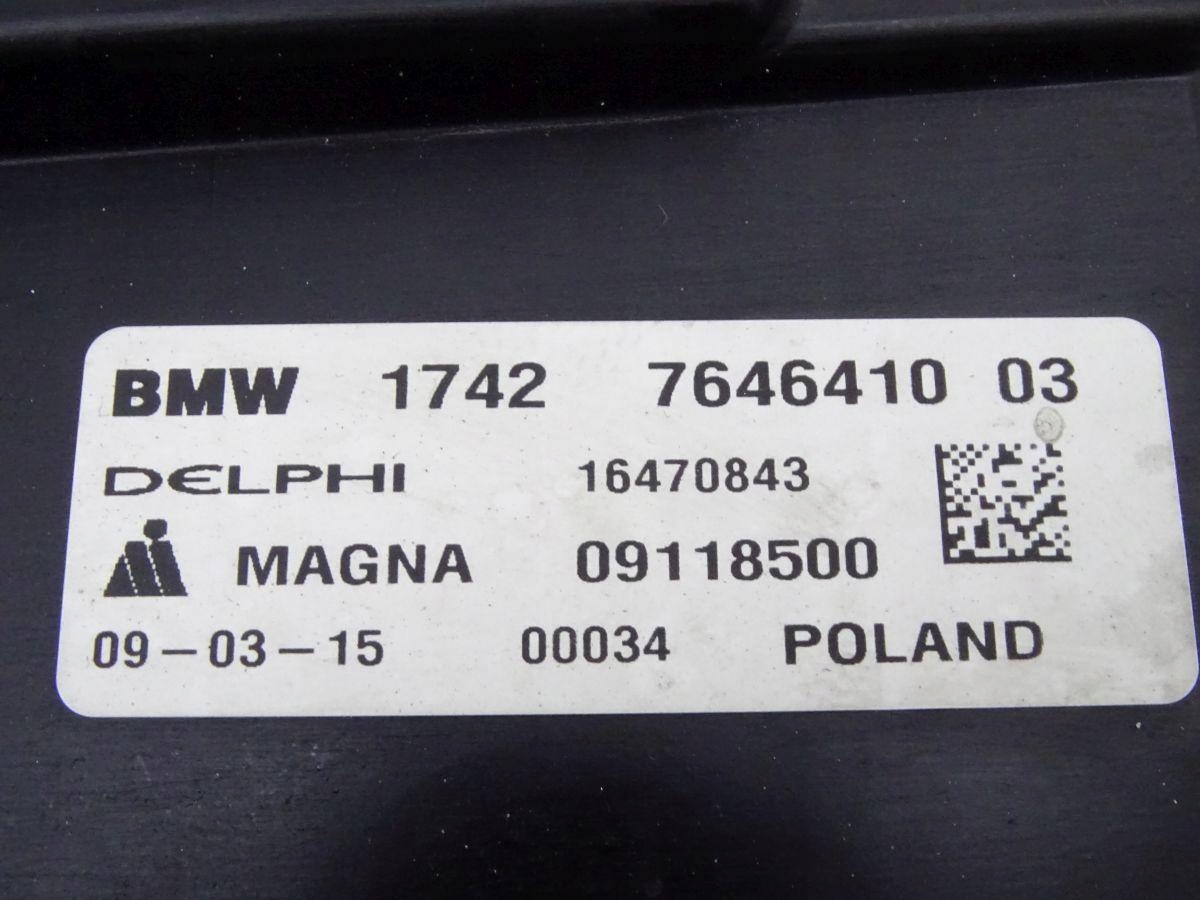 BMW 1742 7646410 03
DELPHI 16470843
MAGNA 09118500
09-03-15 00034 POLAND